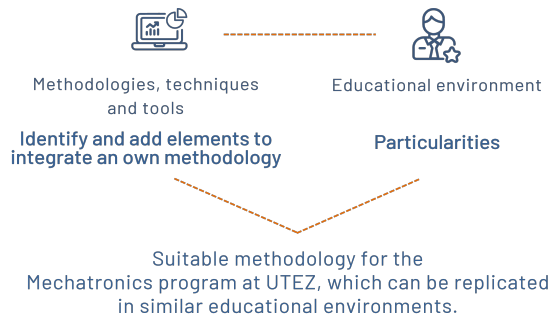 Methodologies, techniques
and tools
Identify and add elements to
integrate an own methodology
Educational environment
Particularities
Suitable methodology for the
Mechatronics program at UTEZ, which can be replicated
in similar educational environments.